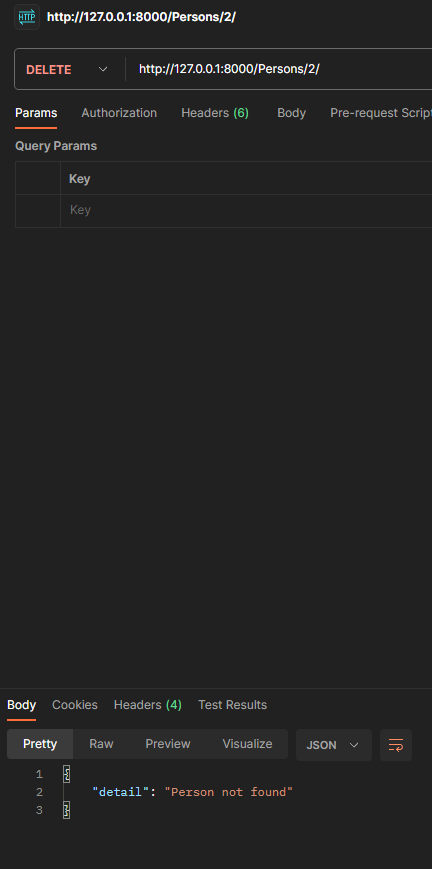 HTTP http://127.0.0.1:8000/Persons/2/
DELETE http://127.0.0.1:8000/Persons/2/
Params Authorization Headers (6) Body Pre-request Script
Query Params
Key
Key
Body Cookies Headers (4) Test Results
Pretty Raw Preview Visualize JSON
1 {
2 "detail": "Person not found"
3 }